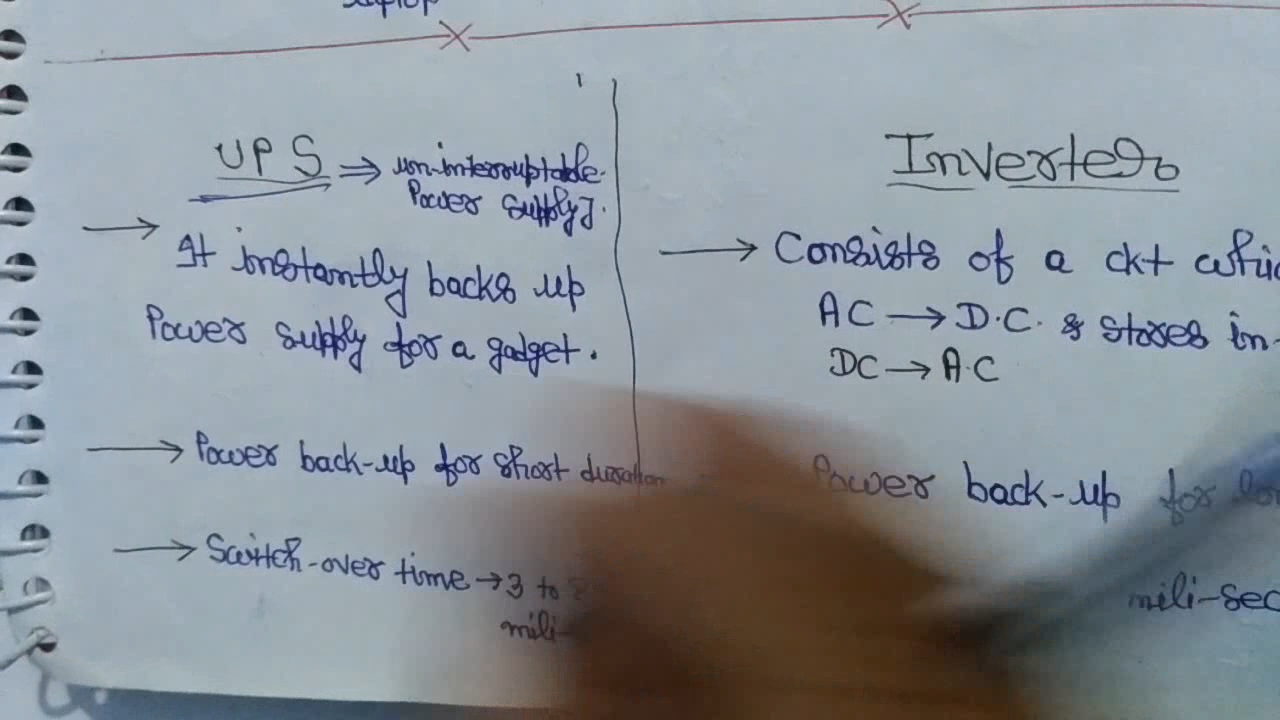 laptop
UPS ⇒ un-interruptable
Power Supply].
→ It instantly backs up
Power supply for a gadget.
→ Power back-up for short duration
→ Switch-over time → 3 to
mili-
Inverter
→ Consists of a ckt
AC → D.C. & stores in
DC → A.C
Power back-up for
mili-sec